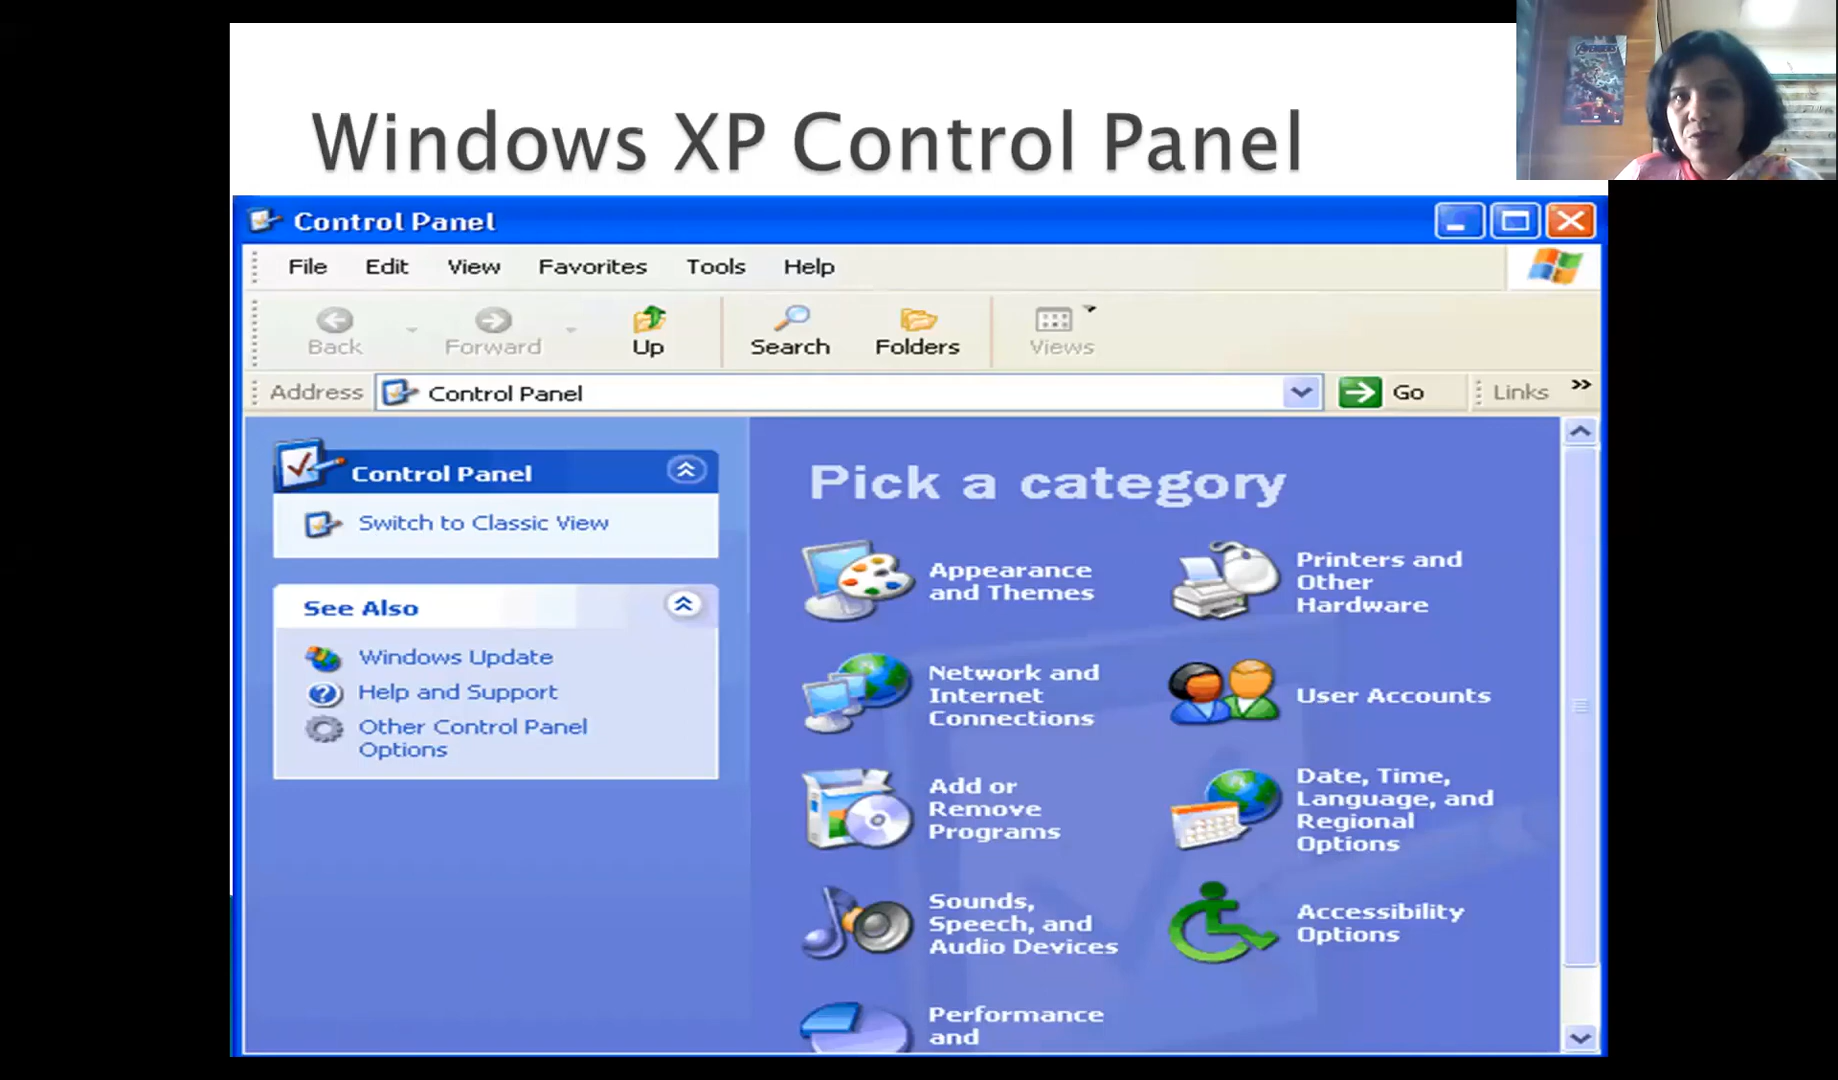 AVENGERS
Windows XP Control Panel
Control Panel
File Edit View Favorites Tools Help
Back Forward Up Search Folders Views
Address Control Panel Go Links »
Control Panel
Switch to Classic View
See Also
Windows Update
Help and Support
Other Control Panel
Options
Pick a category
Appearance
and Themes
Printers and
Other
Hardware
Network and
Internet
Connections
User Accounts
Add or
Remove
Programs
Date, Time,
Language, and
Regional
Options
Sounds,
Speech, and
Audio Devices
Accessibility
Options
Performance
and